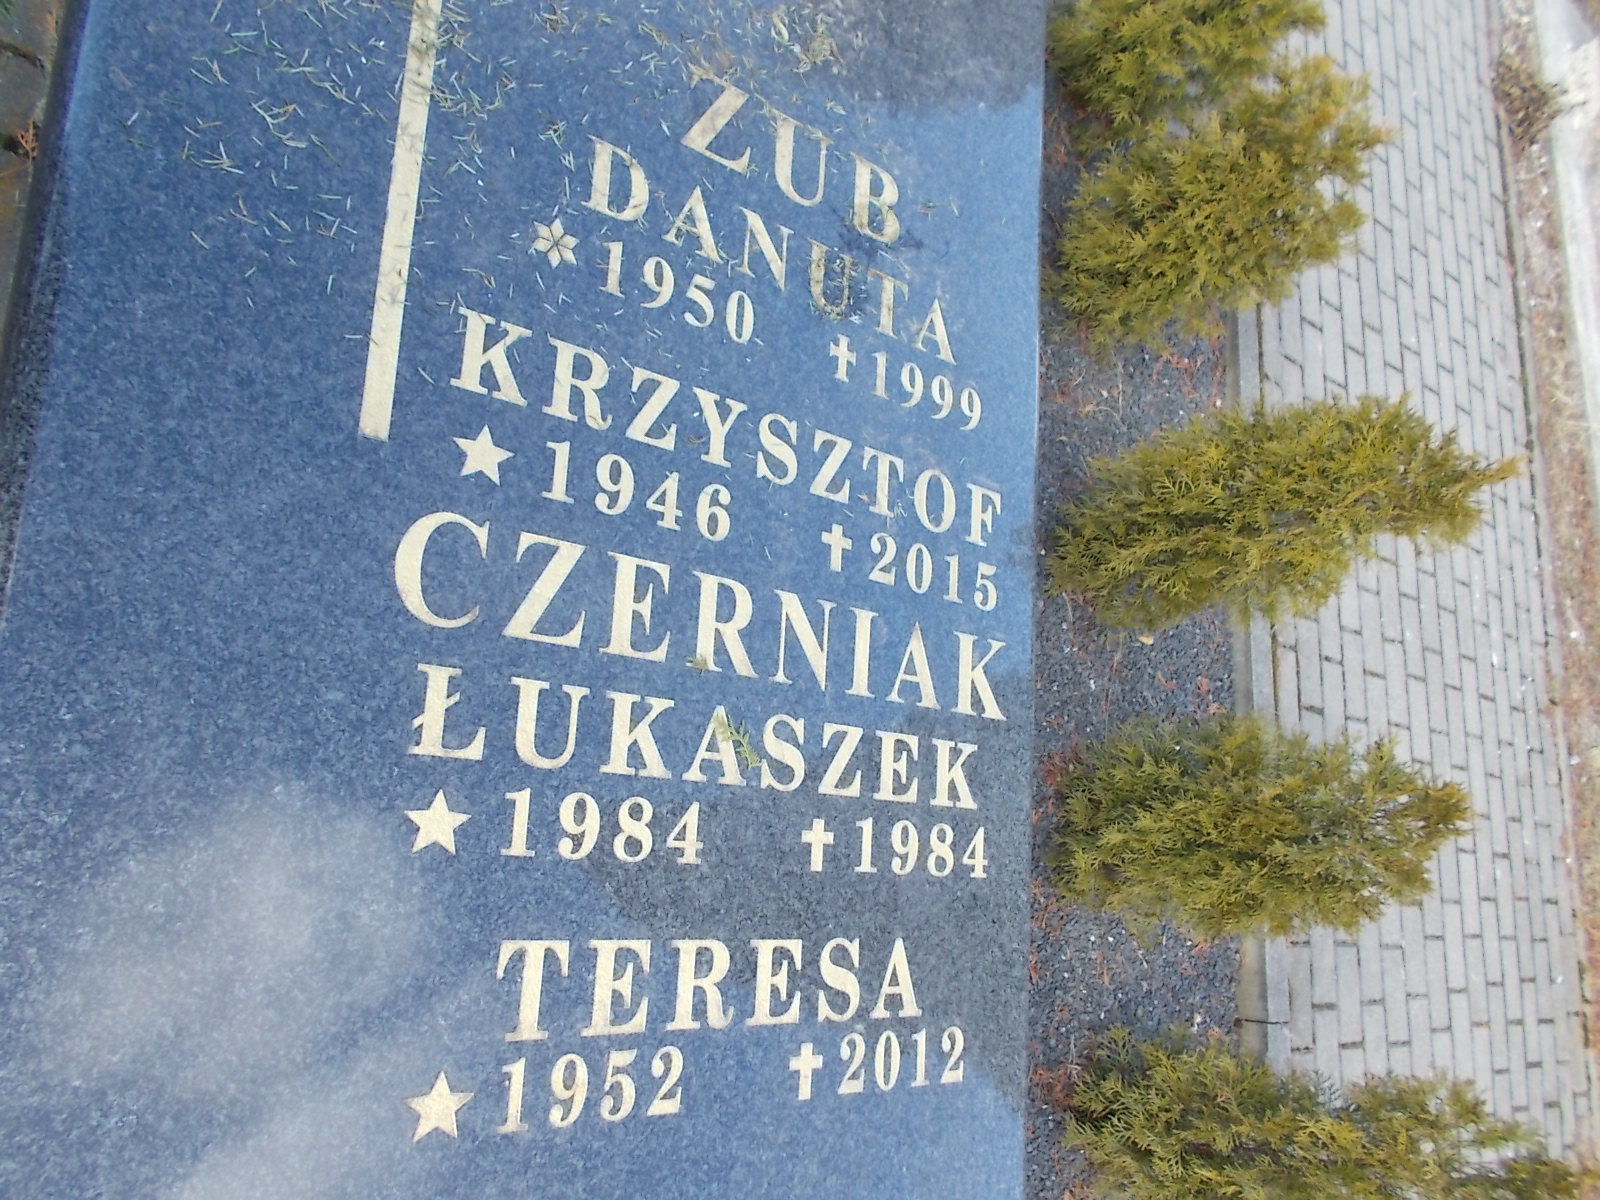 ZUB
DANUTA
1950 †1999
KRZYSZTOF
★ 1946 †2015
CZERNIAK
ŁUKASZEK
★ 1984 †1984
TERESA
★ 1952 †2012